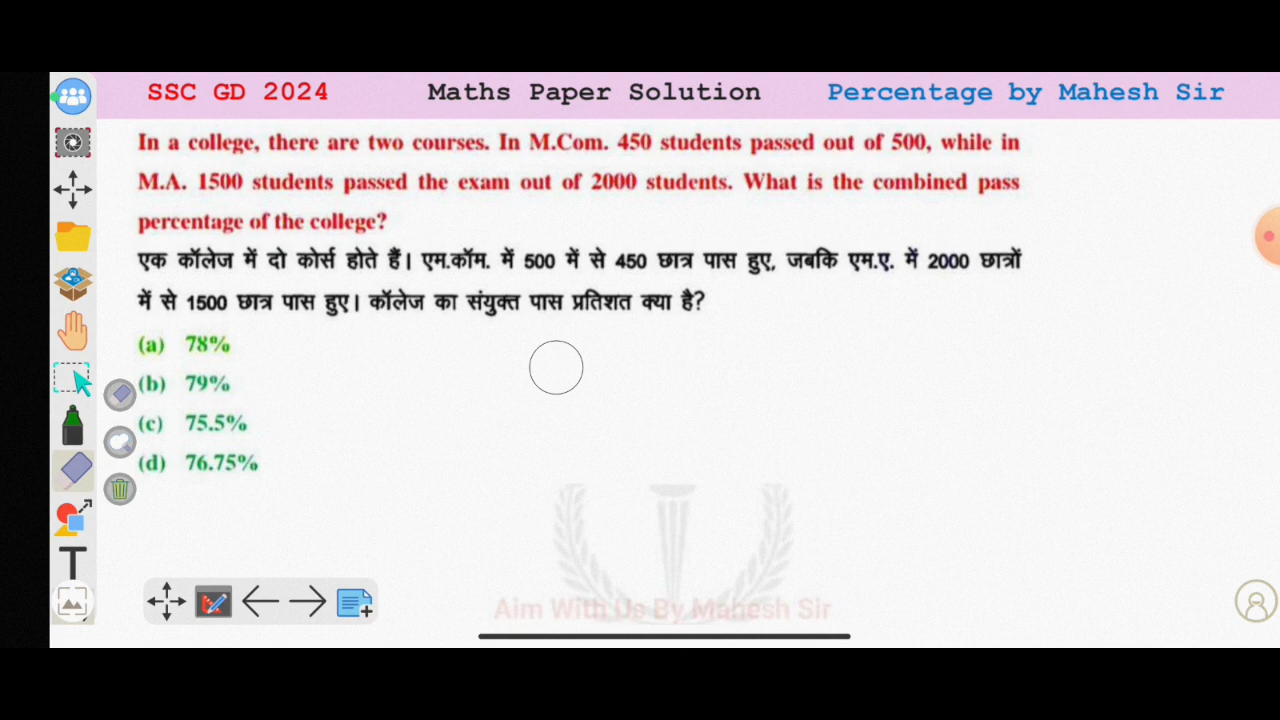 SSC GD 2024 Maths Paper Solution Percentage by Mahesh Sir
In a college, there are two courses. In M.Com. 450 students passed out of 500, while in
M.A. 1500 students passed the exam out of 2000 students. What is the combined pass
percentage of the college?
एक कॉलेज में दो कोर्स होते हैं। एम.कॉम. में 500 में से 450 छात्र पास हुए, जबकि एम.ए. में 2000 छात्रों
में से 1500 छात्र पास हुए। कॉलेज का संयुक्त पास प्रतिशत क्या है?
(a) 78%
(b) 79%
(c) 75.5%
(d) 76.75%
T
Aim With Us By Mahesh Sir